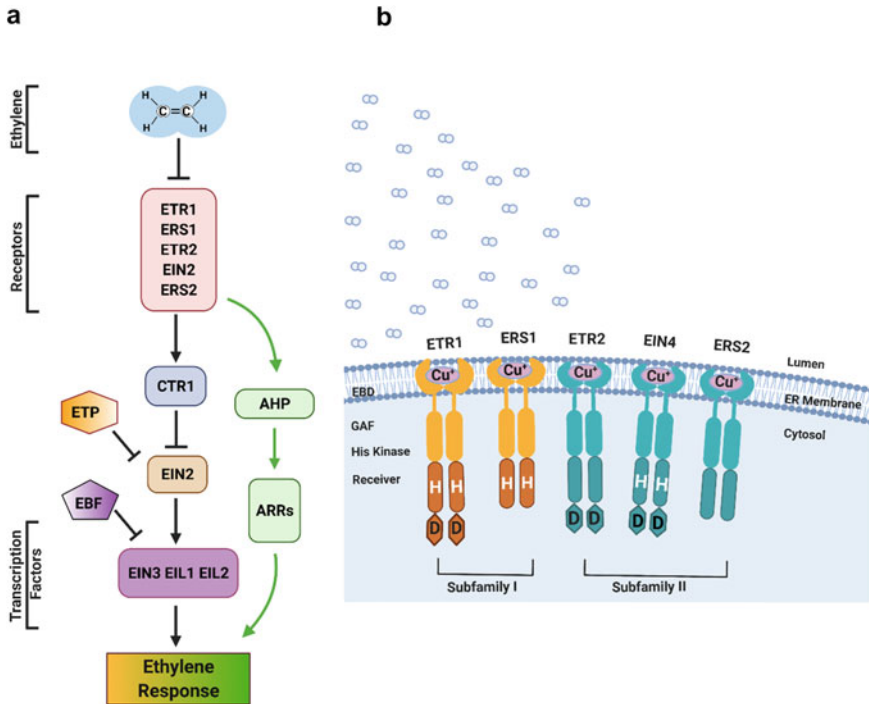 a
Ethylene
H H
C=C
H H
Receptors
ETR1
ERS1
ETR2
EIN2
ERS2
CTR1
AHP
ETP
EIN2
EBF
ARRs
Transcription
Factors
EIN3 EIL1 EIL2
Ethylene
Response
b
ETR1 ERS1 ETR2 EIN4 ERS2
Lumen
Cu⁺ Cu⁺ Cu⁺ Cu⁺ Cu⁺
EBD
ER Membrane
GAF
Cytosol
His Kinase
Receiver
H H H H H H
D D D D D D
Subfamily I
Subfamily II